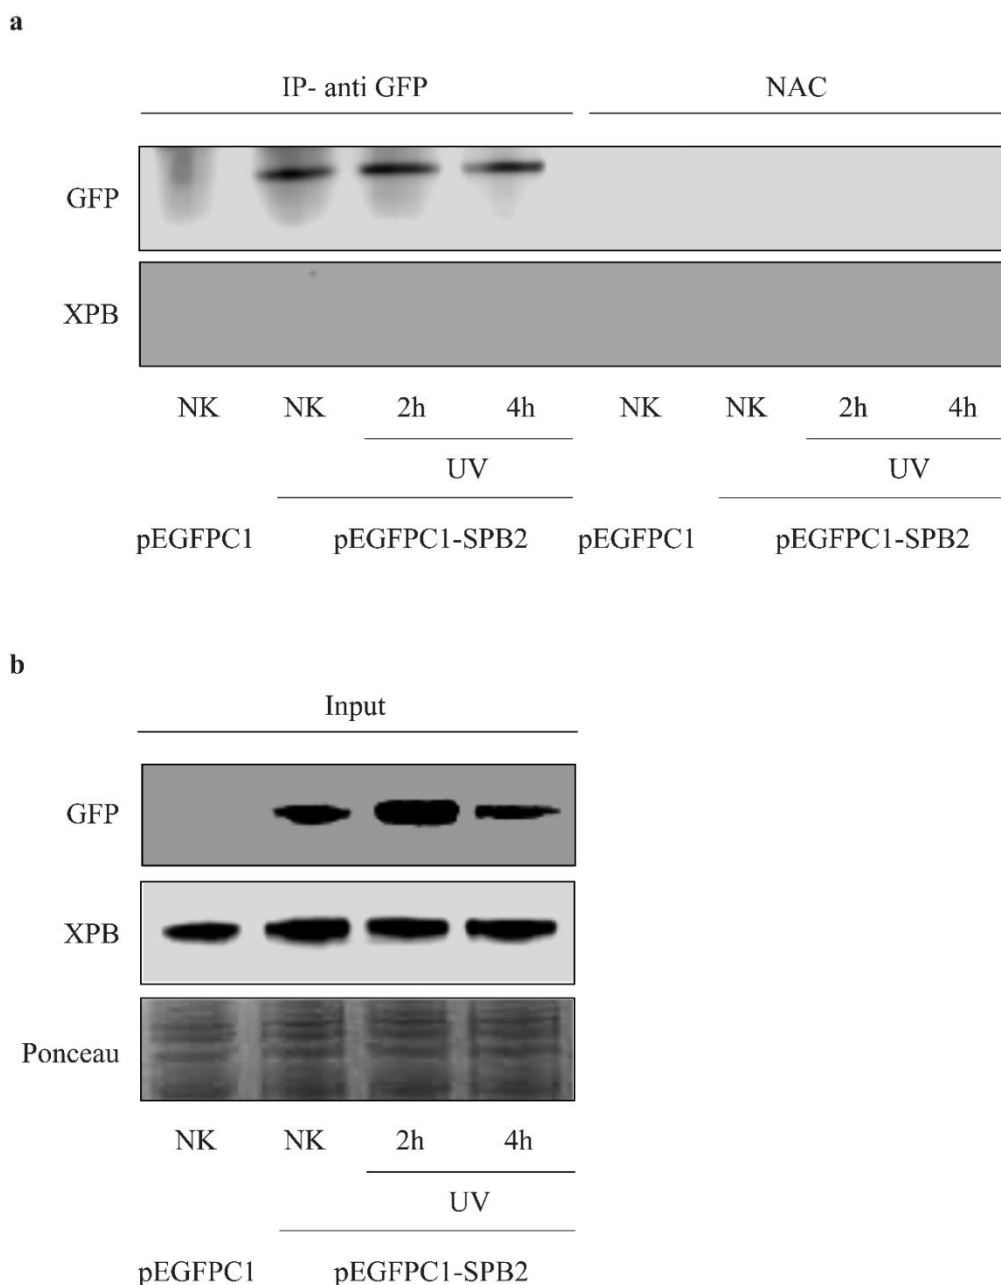 a
IP- anti GFP NAC
GFP
XPB
NK NK 2h 4h NK NK 2h 4h
UV UV
pEGFPC1 pEGFPC1-SPB2 pEGFPC1 pEGFPC1-SPB2
b
Input
GFP
XPB
Ponceau
NK NK 2h 4h
UV
pEGFPC1 pEGFPC1-SPB2